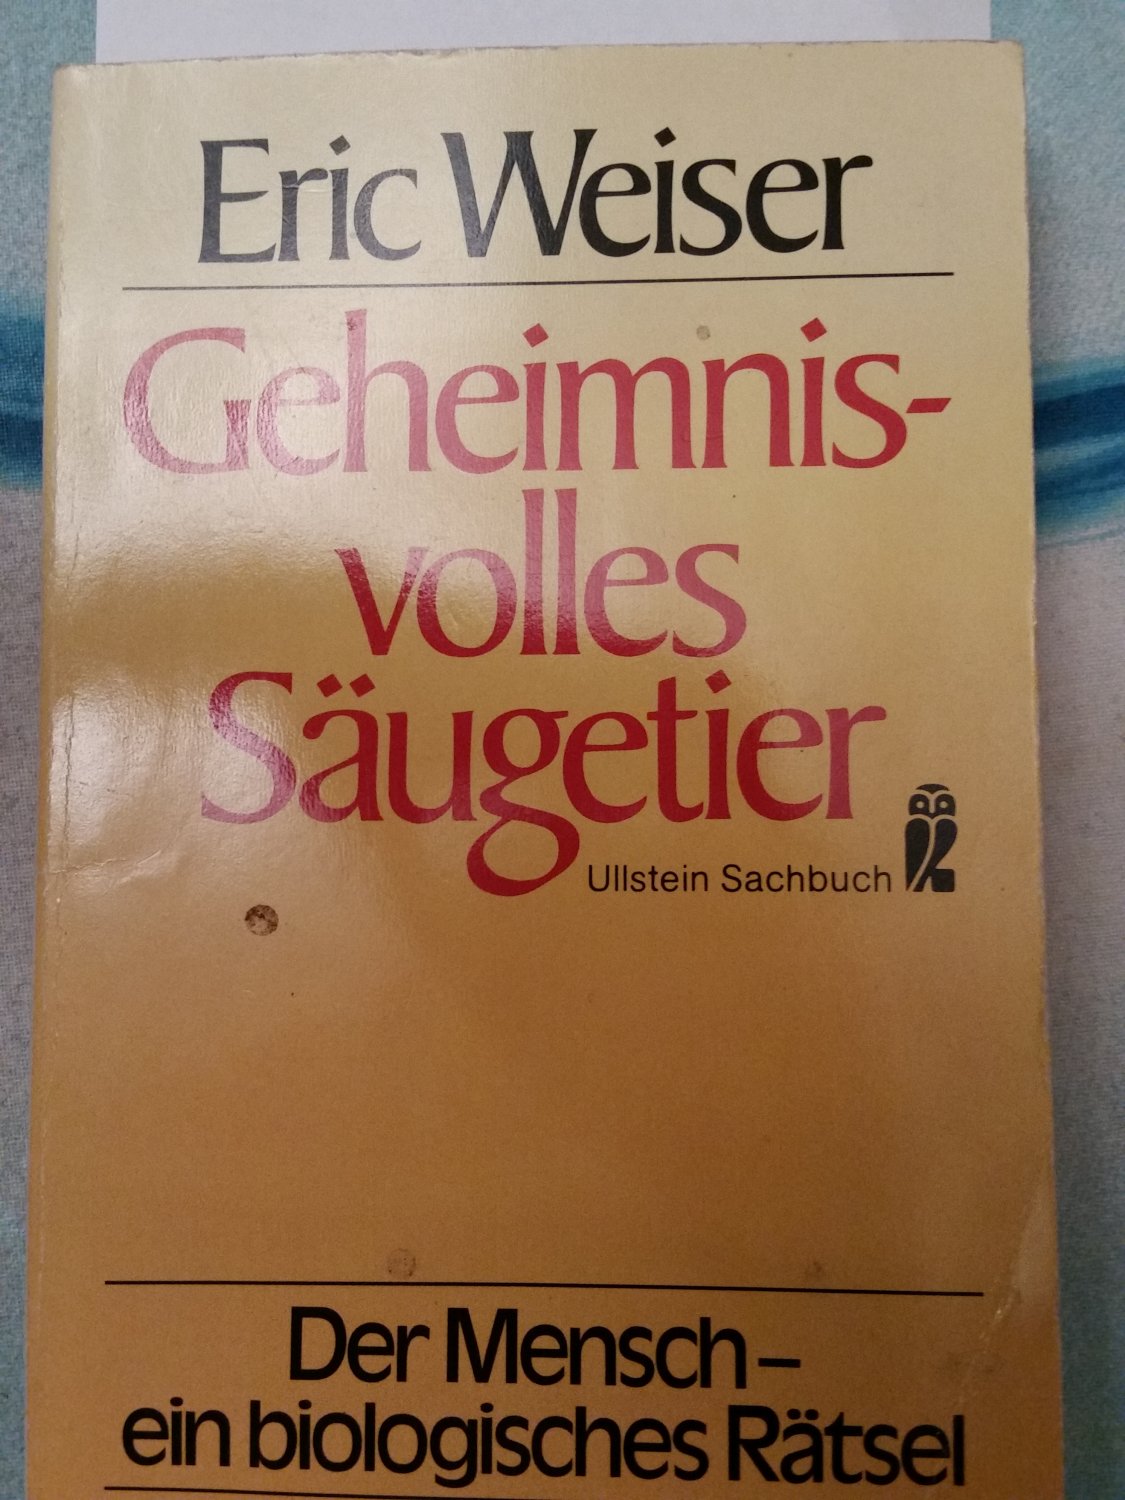 Eric Weiser
Geheimnis-
volles
Säugetier
Ullstein Sachbuch
Der Mensch –
ein biologisches Rätsel